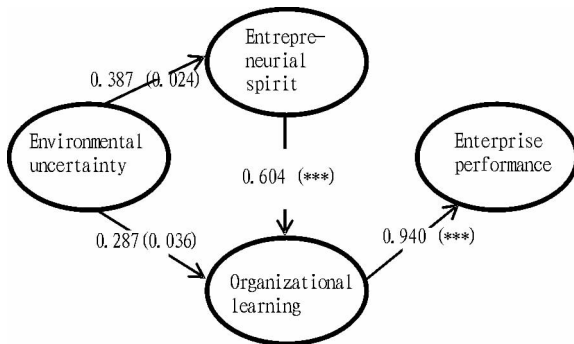 Entrepre-
neurial
spirit
0.387 (0.024)
Environmental
uncertainty
Enterprise
performance
0.604 (***)
0.287(0.036)
0.940 (***)
Organizational
learning